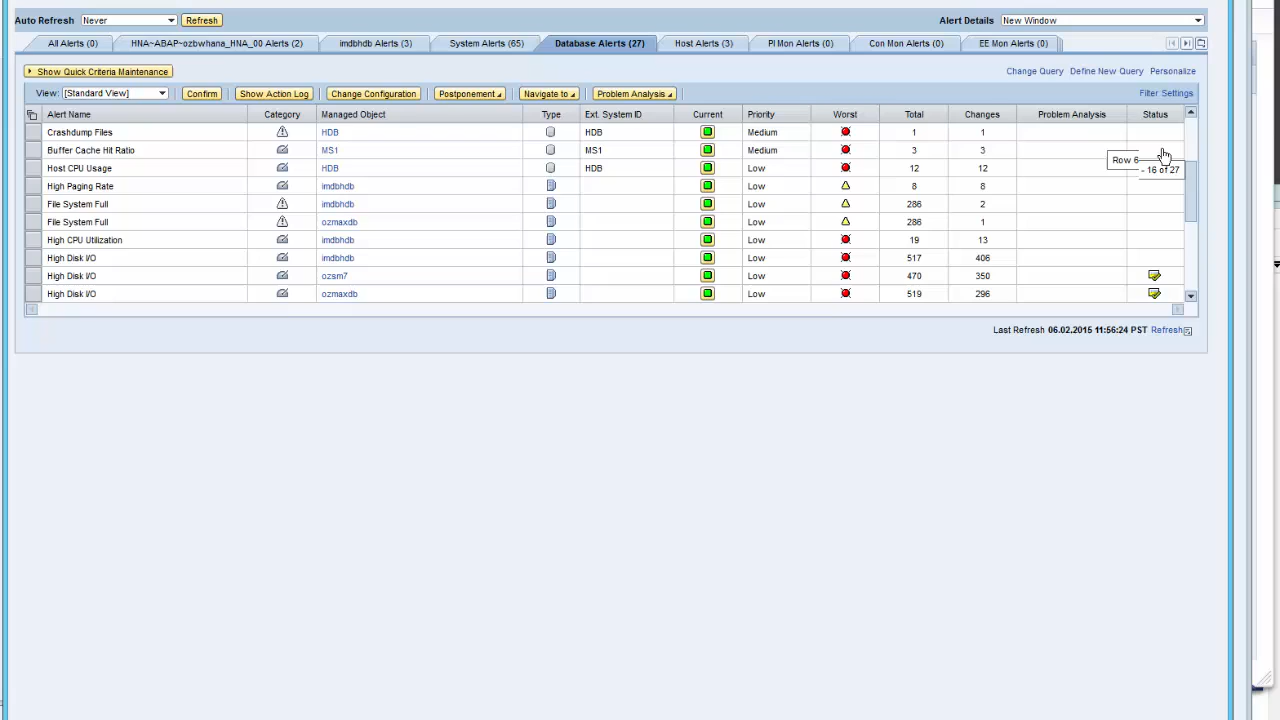 Auto Refresh Never Refresh Alert Details New Window
All Alerts (0) HNA~ABAP~ozbwhana_HNA_00 Alerts (2) imdbhdb Alerts (3) System Alerts (65) Database Alerts (27) Host Alerts (3) PI Mon Alerts (0) Con Mon Alerts (0) EE Mon Alerts (0)
Show Quick Criteria Maintenance Change Query Define New Query Personalize
View: [Standard View] Confirm Show Action Log Change Configuration Postponement Navigate to Problem Analysis Filter Settings
Alert Name Category Managed Object Type Ext. System ID Current Priority Worst Total Changes Problem Analysis Status
Crashdump Files HDB HDB Medium 1 1
Buffer Cache Hit Ratio MS1 MS1 Medium 3 3
Row 6
Host CPU Usage HDB HDB Low 12 12 - 16 of 27
High Paging Rate imdbhdb Low 8 8
File System Full imdbhdb Low 286 2
File System Full ozmaxdb Low 286 1
High CPU Utilization imdbhdb Low 19 13
High Disk I/O imdbhdb Low 517 406
High Disk I/O ozsm7 Low 470 350
High Disk I/O ozmaxdb Low 519 296
Last Refresh 06.02.2015 11:56:24 PST Refresh